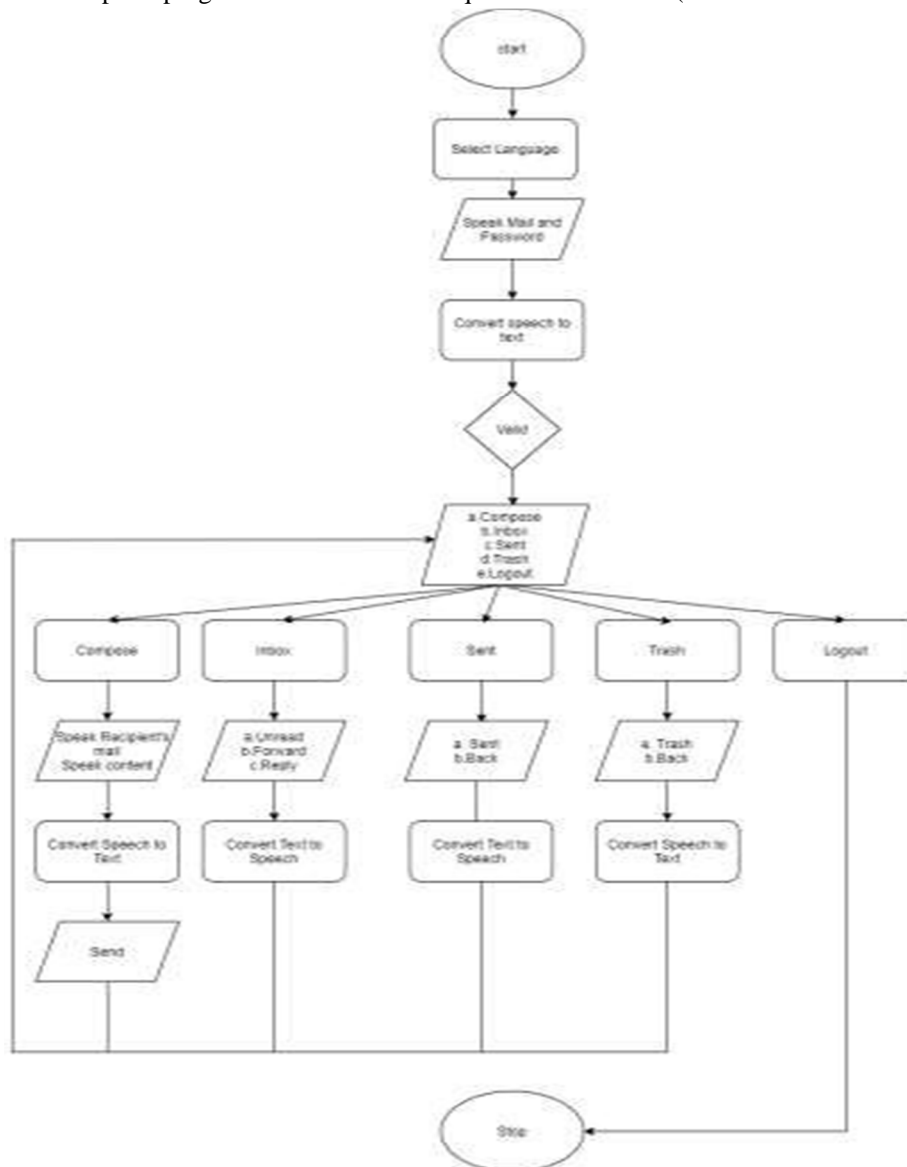 start
Select Language
Speak Mail and
Password
Convert speech to
text
Valid
a.Compose
b.Inbox
c.Sent
d.Trash
e.Logout
Compose
Inbox
Sent
Trash
Logout
Speak Recipient's
mail
Speak content
a.Unread
b.Forward
c.Reply
a. Sent
b.Back
a. Trash
b.Back
Convert Speech to
Text
Convert Text to
Speech
Convert Text to
Speech
Convert Speech to
Text
Send
Stop